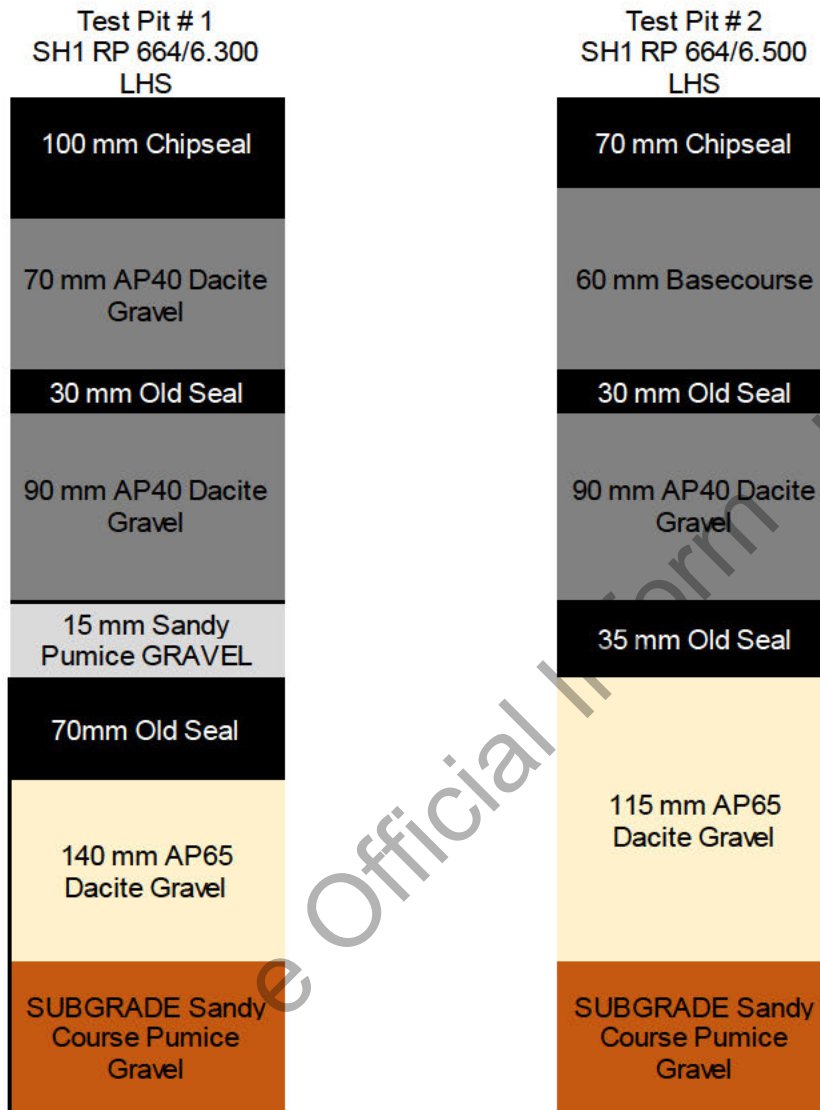 Test Pit # 1
SH1 RP 664/6.300
LHS
100 mm Chipseal
70 mm AP40 Dacite
Gravel
30 mm Old Seal
90 mm AP40 Dacite
Gravel
15 mm Sandy
Pumice GRAVEL
70mm Old Seal
140 mm AP65
Dacite Gravel
SUBGRADE Sandy
Course Pumice
Gravel
Test Pit # 2
SH1 RP 664/6.500
LHS
70 mm Chipseal
60 mm Basecourse
30 mm Old Seal
90 mm AP40 Dacite
Gravel
35 mm Old Seal
115 mm AP65
Dacite Gravel
SUBGRADE Sandy
Course Pumice
Gravel
Official